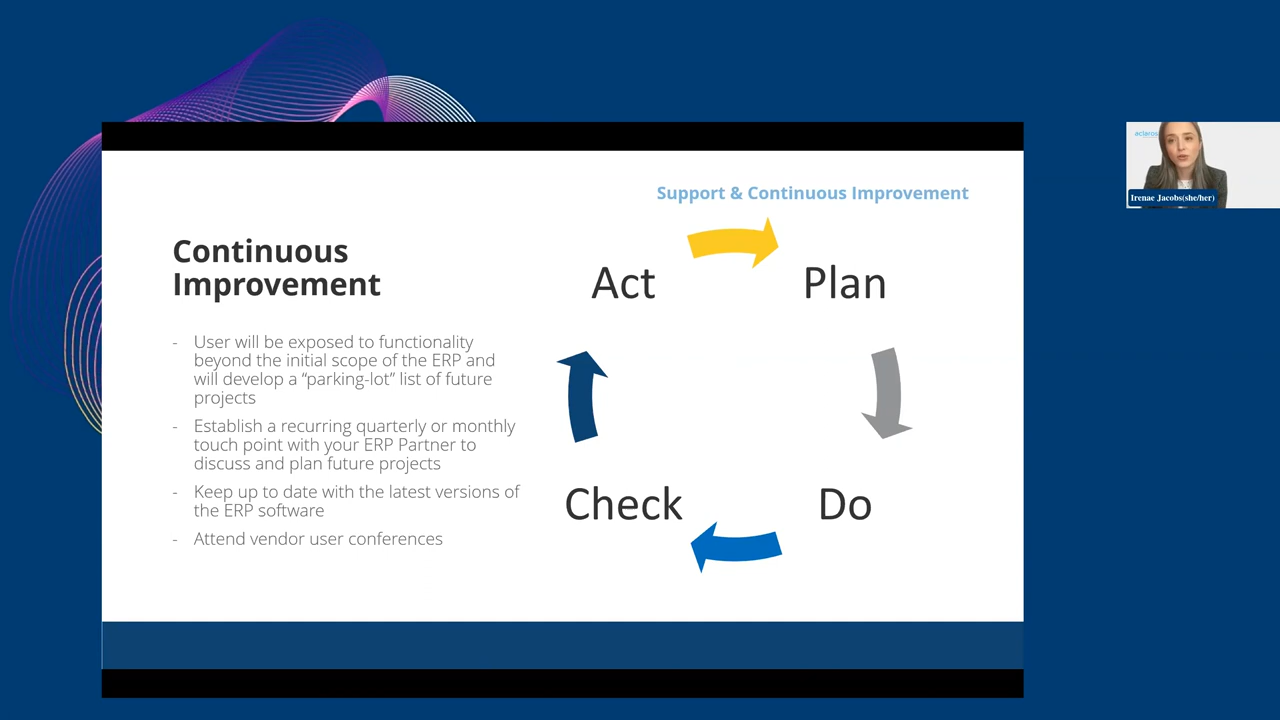 Support & Continuous Improvement
Continuous
Improvement
- User will be exposed to functionality
beyond the initial scope of the ERP and
will develop a “parking-lot” list of future
projects
- Establish a recurring quarterly or monthly
touch point with your ERP Partner to
discuss and plan future projects
- Keep up to date with the latest versions of
the ERP software
- Attend vendor user conferences
Act
Plan
Check
Do
aclaros
Irenae Jacobs(she/her)